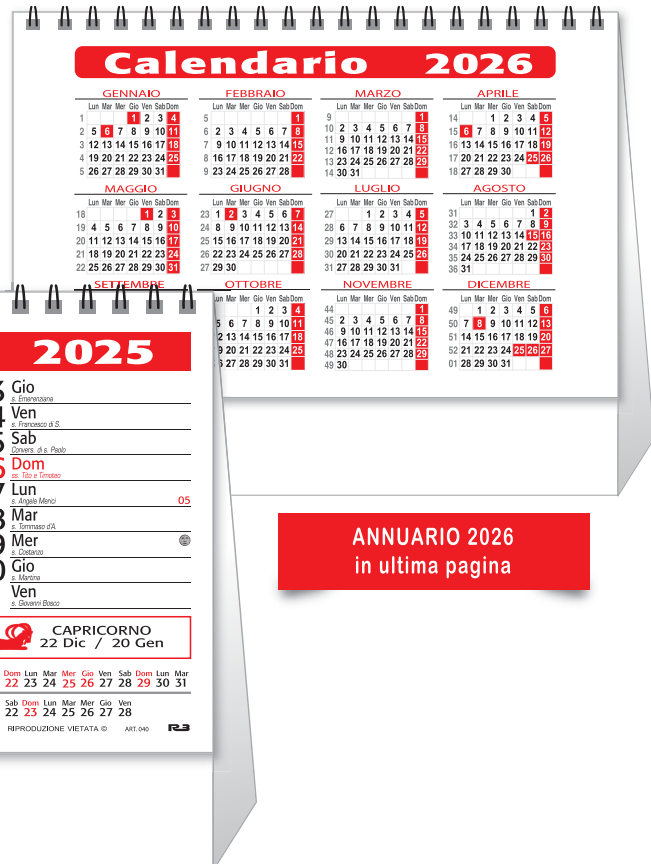 Calendario 2026
GENNAIO FEBBRAIO MARZO APRILE
Lun Mar Mer Gio Ven Sab Dom Lun Mar Mer Gio Ven Sab Dom Lun Mar Mer Gio Ven Sab Dom Lun Mar Mer Gio Ven Sab Dom
1 1 2 3 4 5 1 9 1 14 1 2 3 4 5
2 5 6 7 8 9 10 11 6 2 3 4 5 6 7 8 10 2 3 4 5 6 7 8 15 6 7 8 9 10 11 12
3 12 13 14 15 16 17 18 7 9 10 11 12 13 14 15 11 9 10 11 12 13 14 15 16 13 14 15 16 17 18 19
4 19 20 21 22 23 24 25 8 16 17 18 19 20 21 22 12 16 17 18 19 20 21 22 17 20 21 22 23 24 25 26
5 26 27 28 29 30 31 9 23 24 25 26 27 28 13 23 24 25 26 27 28 29 18 27 28 29 30
14 30 31
MAGGIO GIUGNO LUGLIO AGOSTO
Lun Mar Mer Gio Ven Sab Dom Lun Mar Mer Gio Ven Sab Dom Lun Mar Mer Gio Ven Sab Dom Lun Mar Mer Gio Ven Sab Dom
18 1 2 3 23 1 2 3 4 5 6 7 27 1 2 3 4 5 31 1 2
19 4 5 6 7 8 9 10 24 8 9 10 11 12 13 14 28 6 7 8 9 10 11 12 32 3 4 5 6 7 8 9
20 11 12 13 14 15 16 17 25 15 16 17 18 19 20 21 29 13 14 15 16 17 18 19 33 10 11 12 13 14 15 16
21 18 19 20 21 22 23 24 26 22 23 24 25 26 27 28 30 20 21 22 23 24 25 26 34 17 18 19 20 21 22 23
22 25 26 27 28 29 30 31 27 29 30 31 27 28 29 30 31 35 24 25 26 27 28 29 30
36 31
SETTEMBRE OTTOBRE NOVEMBRE DICEMBRE
Mar Mer Gio Ven Sab Dom Lun Mar Mer Gio Ven Sab Dom Lun Mar Mer Gio Ven Sab Dom
1 2 3 4 44 1 49 1 2 3 4 5 6
6 7 8 9 10 11 45 2 3 4 5 6 7 8 50 7 8 9 10 11 12 13
13 14 15 16 17 18 46 9 10 11 12 13 14 15 51 14 15 16 17 18 19 20
20 21 22 23 24 25 47 16 17 18 19 20 21 22 52 21 22 23 24 25 26 27
27 28 29 30 31 48 23 24 25 26 27 28 29 01 28 29 30 31
49 30
2025
Gio
s. Emerenziana
Ven
s. Francesco di S.
Sab
Convers. di s. Paolo
Dom
ss. Tito e Timoteo
Lun
s. Angela Merici 05
Mar
s. Tommaso d'A.
Mer
s. Costanzo
Gio
s. Martina
Ven
s. Giovanni Bosco
CAPRICORNO
22 Dic / 20 Gen
Dom Lun Mar Mer Gio Ven Sab Dom Lun Mar
22 23 24 25 26 27 28 29 30 31
Sab Dom Lun Mar Mer Gio Ven
22 23 24 25 26 27 28
RIPRODUZIONE VIETATA © ART. 040 R3
ANNUARIO 2026
in ultima pagina